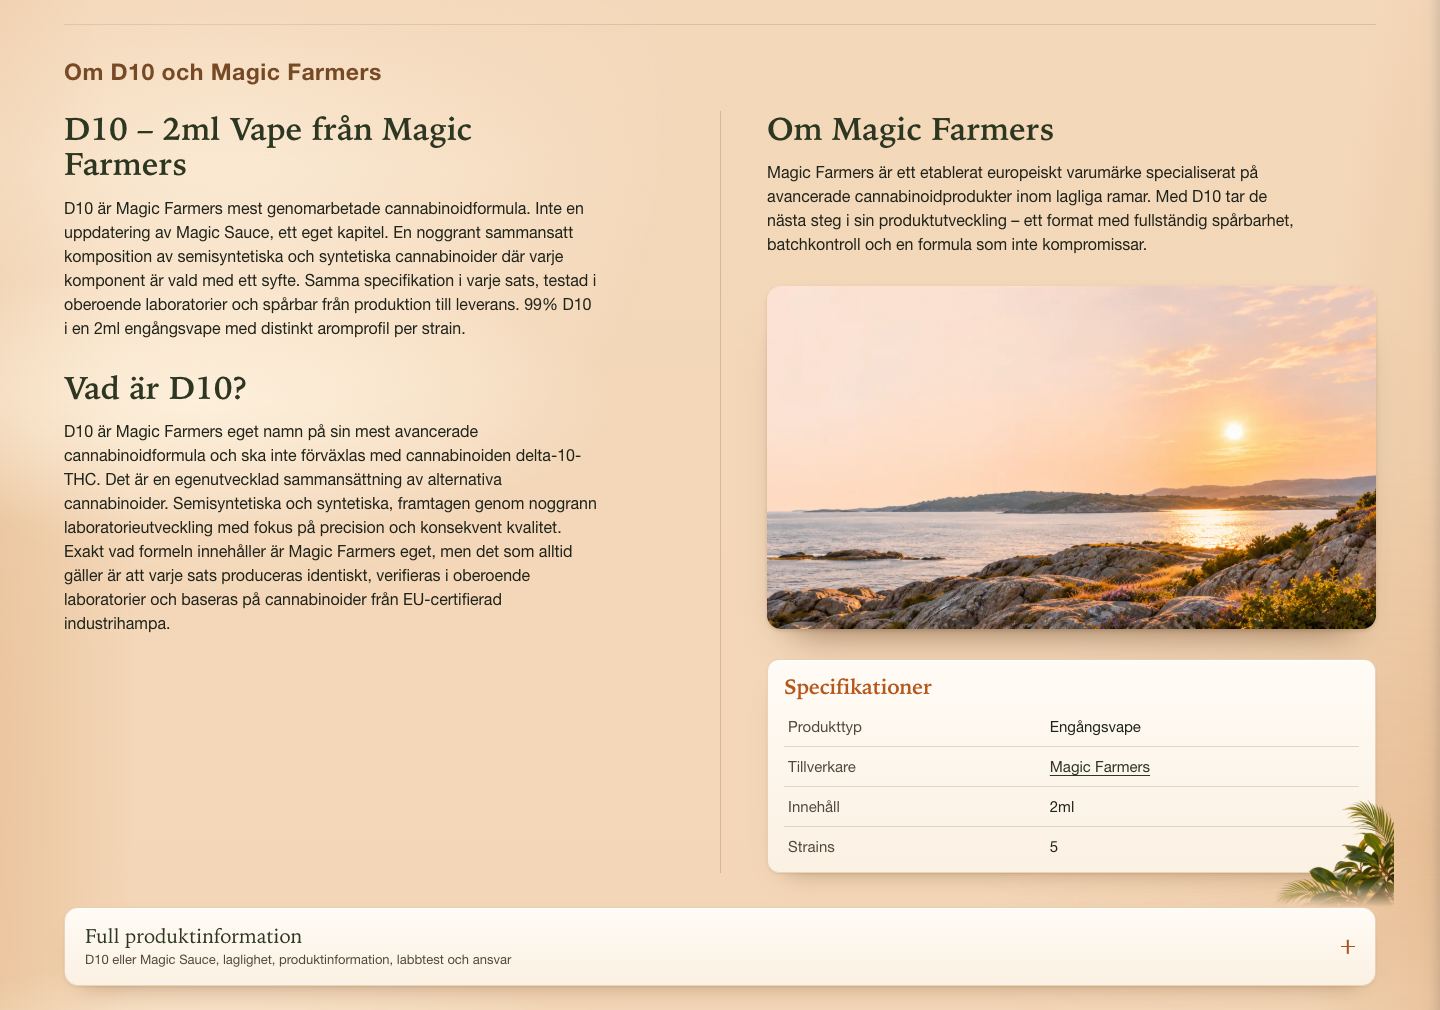 Om D10 och Magic Farmers
D10 – 2ml Vape från Magic
Farmers
D10 är Magic Farmers mest genomarbetade cannabinoidformula. Inte en
uppdatering av Magic Sauce, ett eget kapitel. En noggrant sammansatt
komposition av semisyntetiska och syntetiska cannabinoider där varje
komponent är vald med ett syfte. Samma specifikation i varje sats, testad i
oberoende laboratorier och spårbar från produktion till leverans. 99% D10
i en 2ml engångsvape med distinkt aromprofil per strain.
Vad är D10?
D10 är Magic Farmers eget namn på sin mest avancerade
cannabinoidformula och ska inte förväxlas med cannabinoiden delta-10-
THC. Det är en egenutvecklad sammansättning av alternativa
cannabinoider. Semisyntetiska och syntetiska, framtagen genom noggrann
laboratorieutveckling med fokus på precision och konsekvent kvalitet.
Exakt vad formeln innehåller är Magic Farmers eget, men det som alltid
gäller är att varje sats produceras identiskt, verifieras i oberoende
laboratorier och baseras på cannabinoider från EU-certifierad
industrihampa.
Om Magic Farmers
Magic Farmers är ett etablerat europeiskt varumärke specialiserat på
avancerade cannabinoidprodukter inom lagliga ramar. Med D10 tar de
nästa steg i sin produktutveckling – ett format med fullständig spårbarhet,
batchkontroll och en formula som inte kompromissar.
Specifikationer
Produkttyp Engångsvape
Tillverkare Magic Farmers
Innehåll 2ml
Strains 5
Full produktinformation
D10 eller Magic Sauce, laglighet, produktinformation, labbtest och ansvar